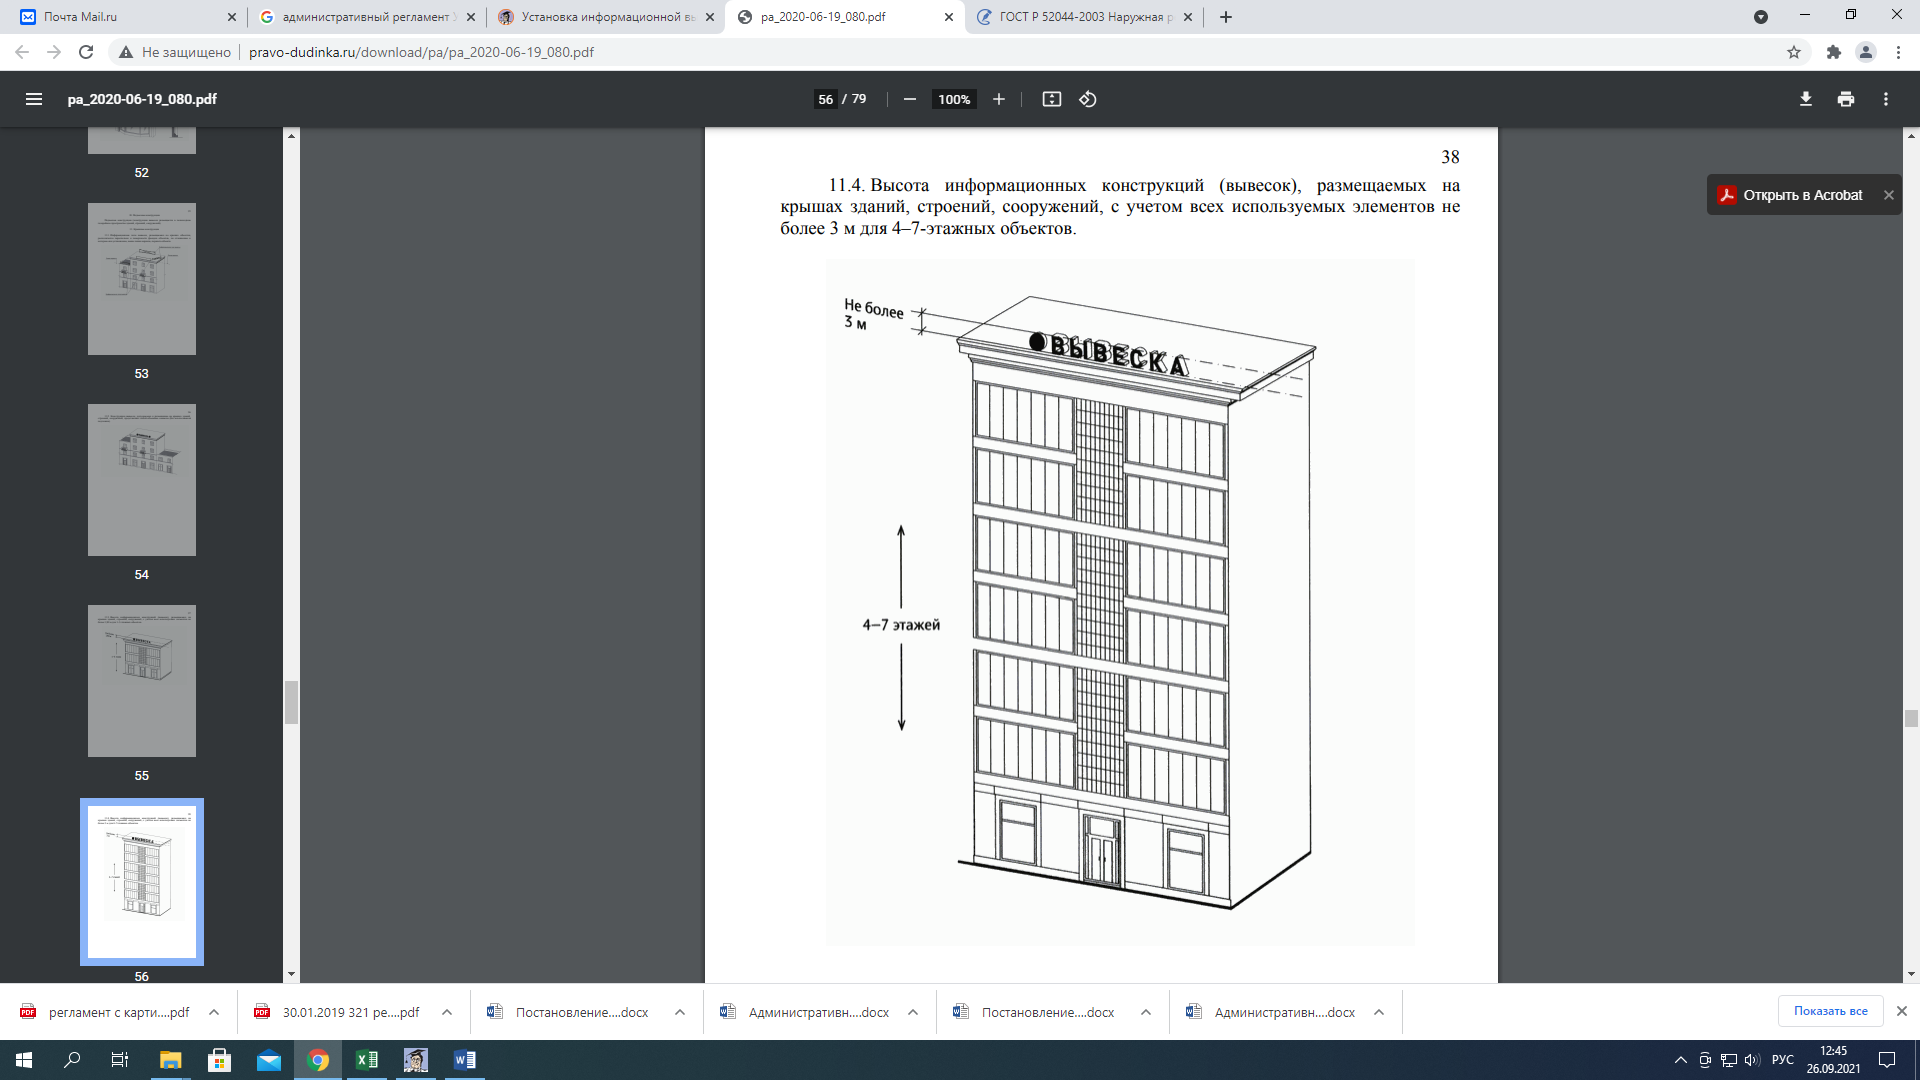 Почта Mail.ru
административный регламент У
Установка информационной вы
pa_2020-06-19_080.pdf
ГОСТ Р 52044-2003 Наружная р
Не защищено
pravo-dudinka.ru/download/pa/pa_2020-06-19_080.pdf
pa_2020-06-19_080.pdf
56 / 79
100%
Открыть в Acrobat
52
53
54
55
56
38
11.4. Высота информационных конструкций (вывесок), размещаемых на
крышах зданий, строений, сооружений, с учетом всех используемых элементов не
более 3 м для 4–7-этажных объектов.
Не более
3 м
ВЫВЕСКА
4–7 этажей
регламент с карти....pdf
30.01.2019 321 ре....pdf
Постановление....docx
Административн....docx
Постановление....docx
Административн....docx
Показать все
РУС
12:45
26.09.2021